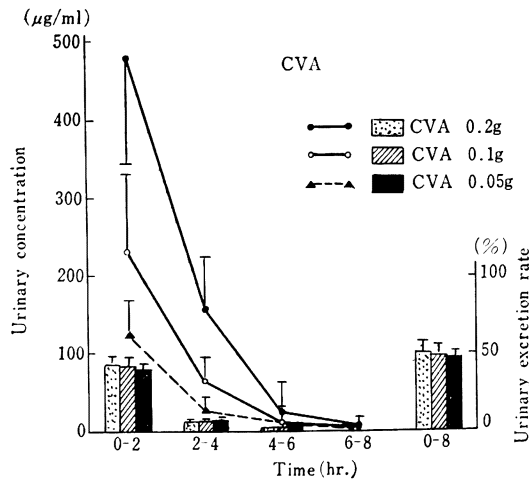 (μg/ml)
500
400
300
200
100
0
Urinary concentration
CVA
CVA 0.2g
CVA 0.1g
CVA 0.05g
(%)
100
50
0
Urinary excretion rate
0-2
2-4
4-6
6-8
0-8
Time (hr.)